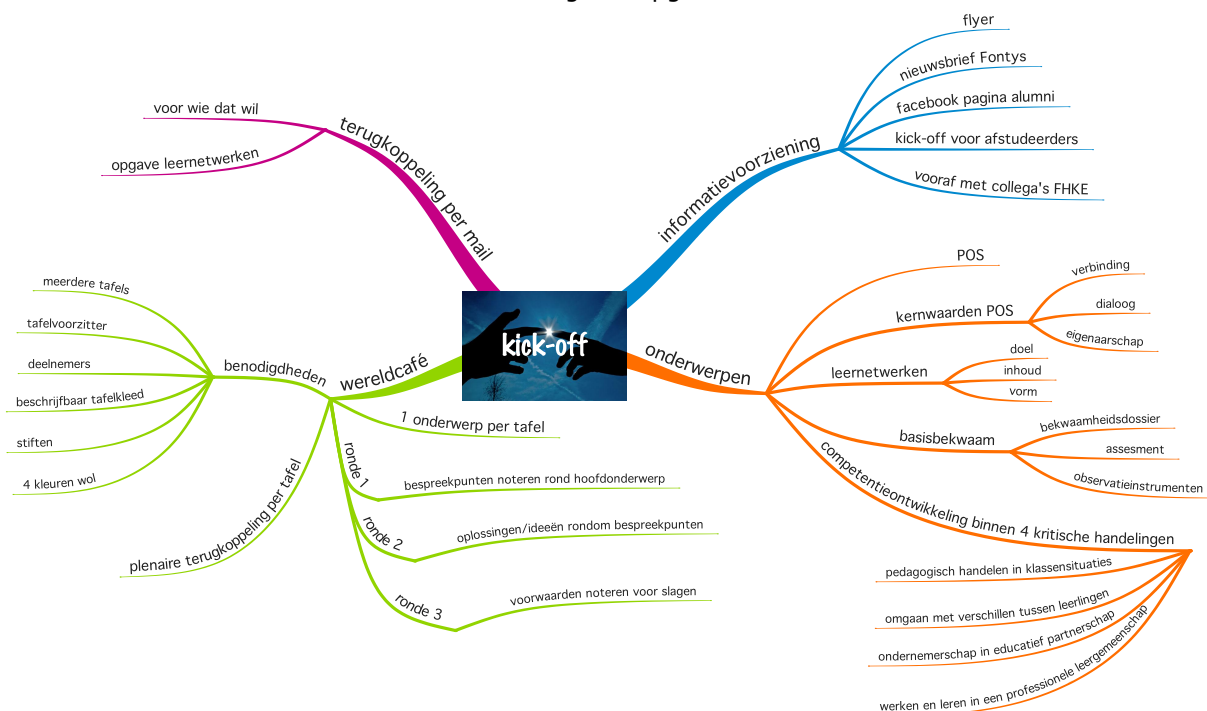 kick-off
terugkoppeling per mail
voor wie dat wil
opgave leernetwerken
informatievoorziening
flyer
nieuwsbrief Fontys
facebook pagina alumni
kick-off voor afstudeerders
vooraf met collega's FHKE
onderwerpen
POS
kernwaarden POS
verbinding
dialoog
eigenaarschap
leernetwerken
doel
inhoud
vorm
basisbekwaam
bekwaamheidsdossier
assesment
observatieinstrumenten
competentieontwikkeling binnen 4 kritische handelingen
pedagogisch handelen in klassensituaties
omgaan met verschillen tussen leerlingen
ondernemerschap in educatief partnerschap
werken en leren in een professionele leergemeenschap
wereldcafé
benodigdheden
meerdere tafels
tafelvoorzitter
deelnemers
beschrijfbaar tafelkleed
stiften
4 kleuren wol
1 onderwerp per tafel
ronde 1
bespreekpunten noteren rond hoofdonderwerp
ronde 2
oplossingen/ideeën rondom bespreekpunten
ronde 3
voorwaarden noteren voor slagen
plenaire terugkoppeling per tafel